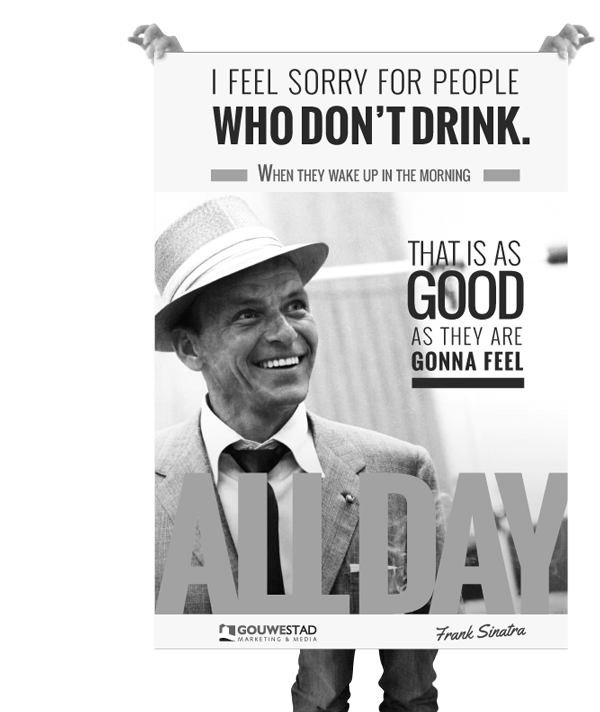 I FEEL SORRY FOR PEOPLE
WHO DON'T DRINK.
WHEN THEY WAKE UP IN THE MORNING
THAT IS AS
GOOD
AS THEY ARE
GONNA FEEL
ALL DAY
GOUWESTAD
MARKETING & MEDIA
Frank Sinatra